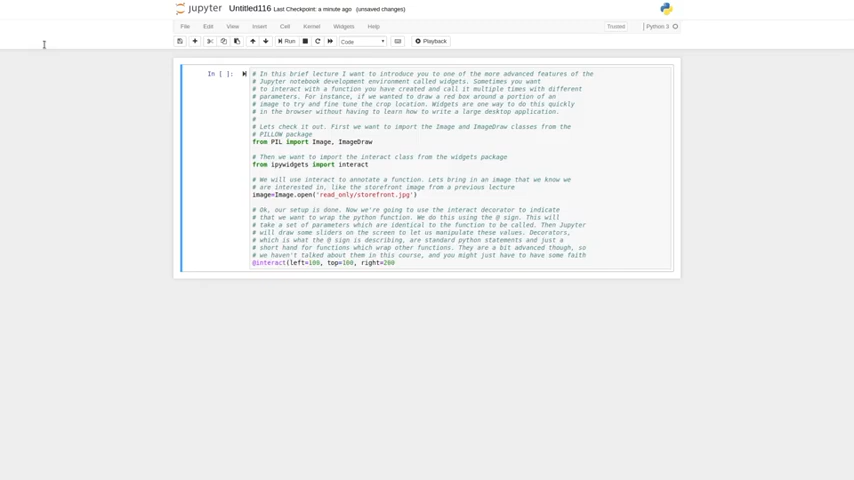 jupyter Untitled116 Last Checkpoint: a minute ago (unsaved changes)
File Edit View Insert Cell Kernel Widgets Help Trusted Python 3
Run Code Playback
In [ ]:
# In this brief lecture I want to introduce you to one of the more advanced features of the
# Jupyter notebook development environment called widgets. Sometimes you want
# to interact with a function you have created and call it multiple times with different
# parameters. For instance, if we wanted to draw a red box around a portion of an
# image to try and fine tune the crop location. Widgets are one way to do this quickly
# in the browser without having to learn how to write a large desktop application.
#
# Lets check it out. First we want to import the Image and ImageDraw classes from the
# PILLOW package
from PIL import Image, ImageDraw
# Then we want to import the interact class from the widgets package
from ipywidgets import interact
# We will use interact to annotate a function. Lets bring in an image that we know we
# are interested in, like the storefront image from a previous lecture
image=Image.open('read_only/storefront.jpg')
# Ok, our setup is done. Now we're going to use the interact decorator to indicate
# that we want to wrap the python function. We do this using the @ sign. This will
# take a set of parameters which are identical to the function to be called. Then Jupyter
# will draw some sliders on the screen to let us manipulate these values. Decorators,
# which is what the @ sign is describing, are standard python statements and just a
# short hand for functions which wrap other functions. They are a bit advanced though, so
# we haven't talked about them in this course, and you might just have to have some faith
@interact(left=100, top=100, right=200